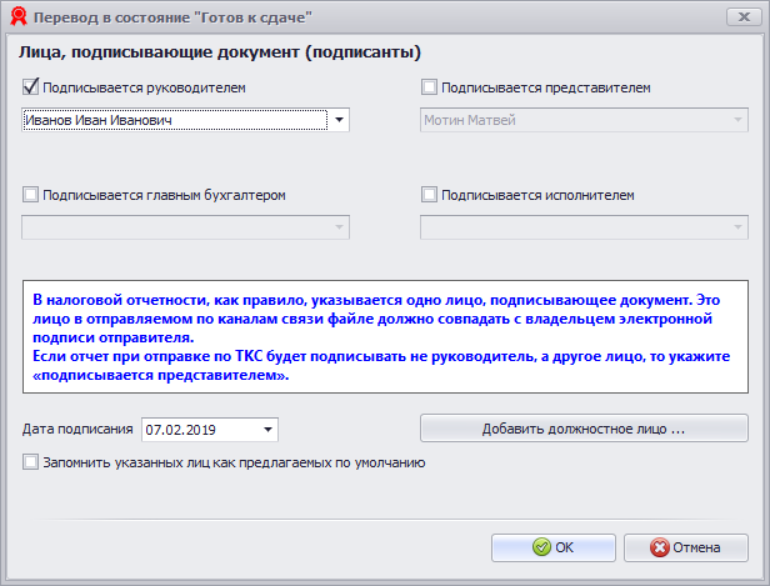 Перевод в состояние "Готов к сдаче"
Лица, подписывающие документ (подписанты)
Подписывается руководителем
Подписывается представителем
Иванов Иван Иванович
Мотин Матвей
Подписывается главным бухгалтером
Подписывается исполнителем
В налоговой отчетности, как правило, указывается одно лицо, подписывающее документ. Это
лицо в отправляемом по каналам связи файле должно совпадать с владельцем электронной
подписи отправителя.
Если отчет при отправке по ТКС будет подписывать не руководитель, а другое лицо, то укажите
«подписывается представителем».
Дата подписания 07.02.2019
Добавить должностное лицо ...
Запомнить указанных лиц как предлагаемых по умолчанию
ОК
Отмена